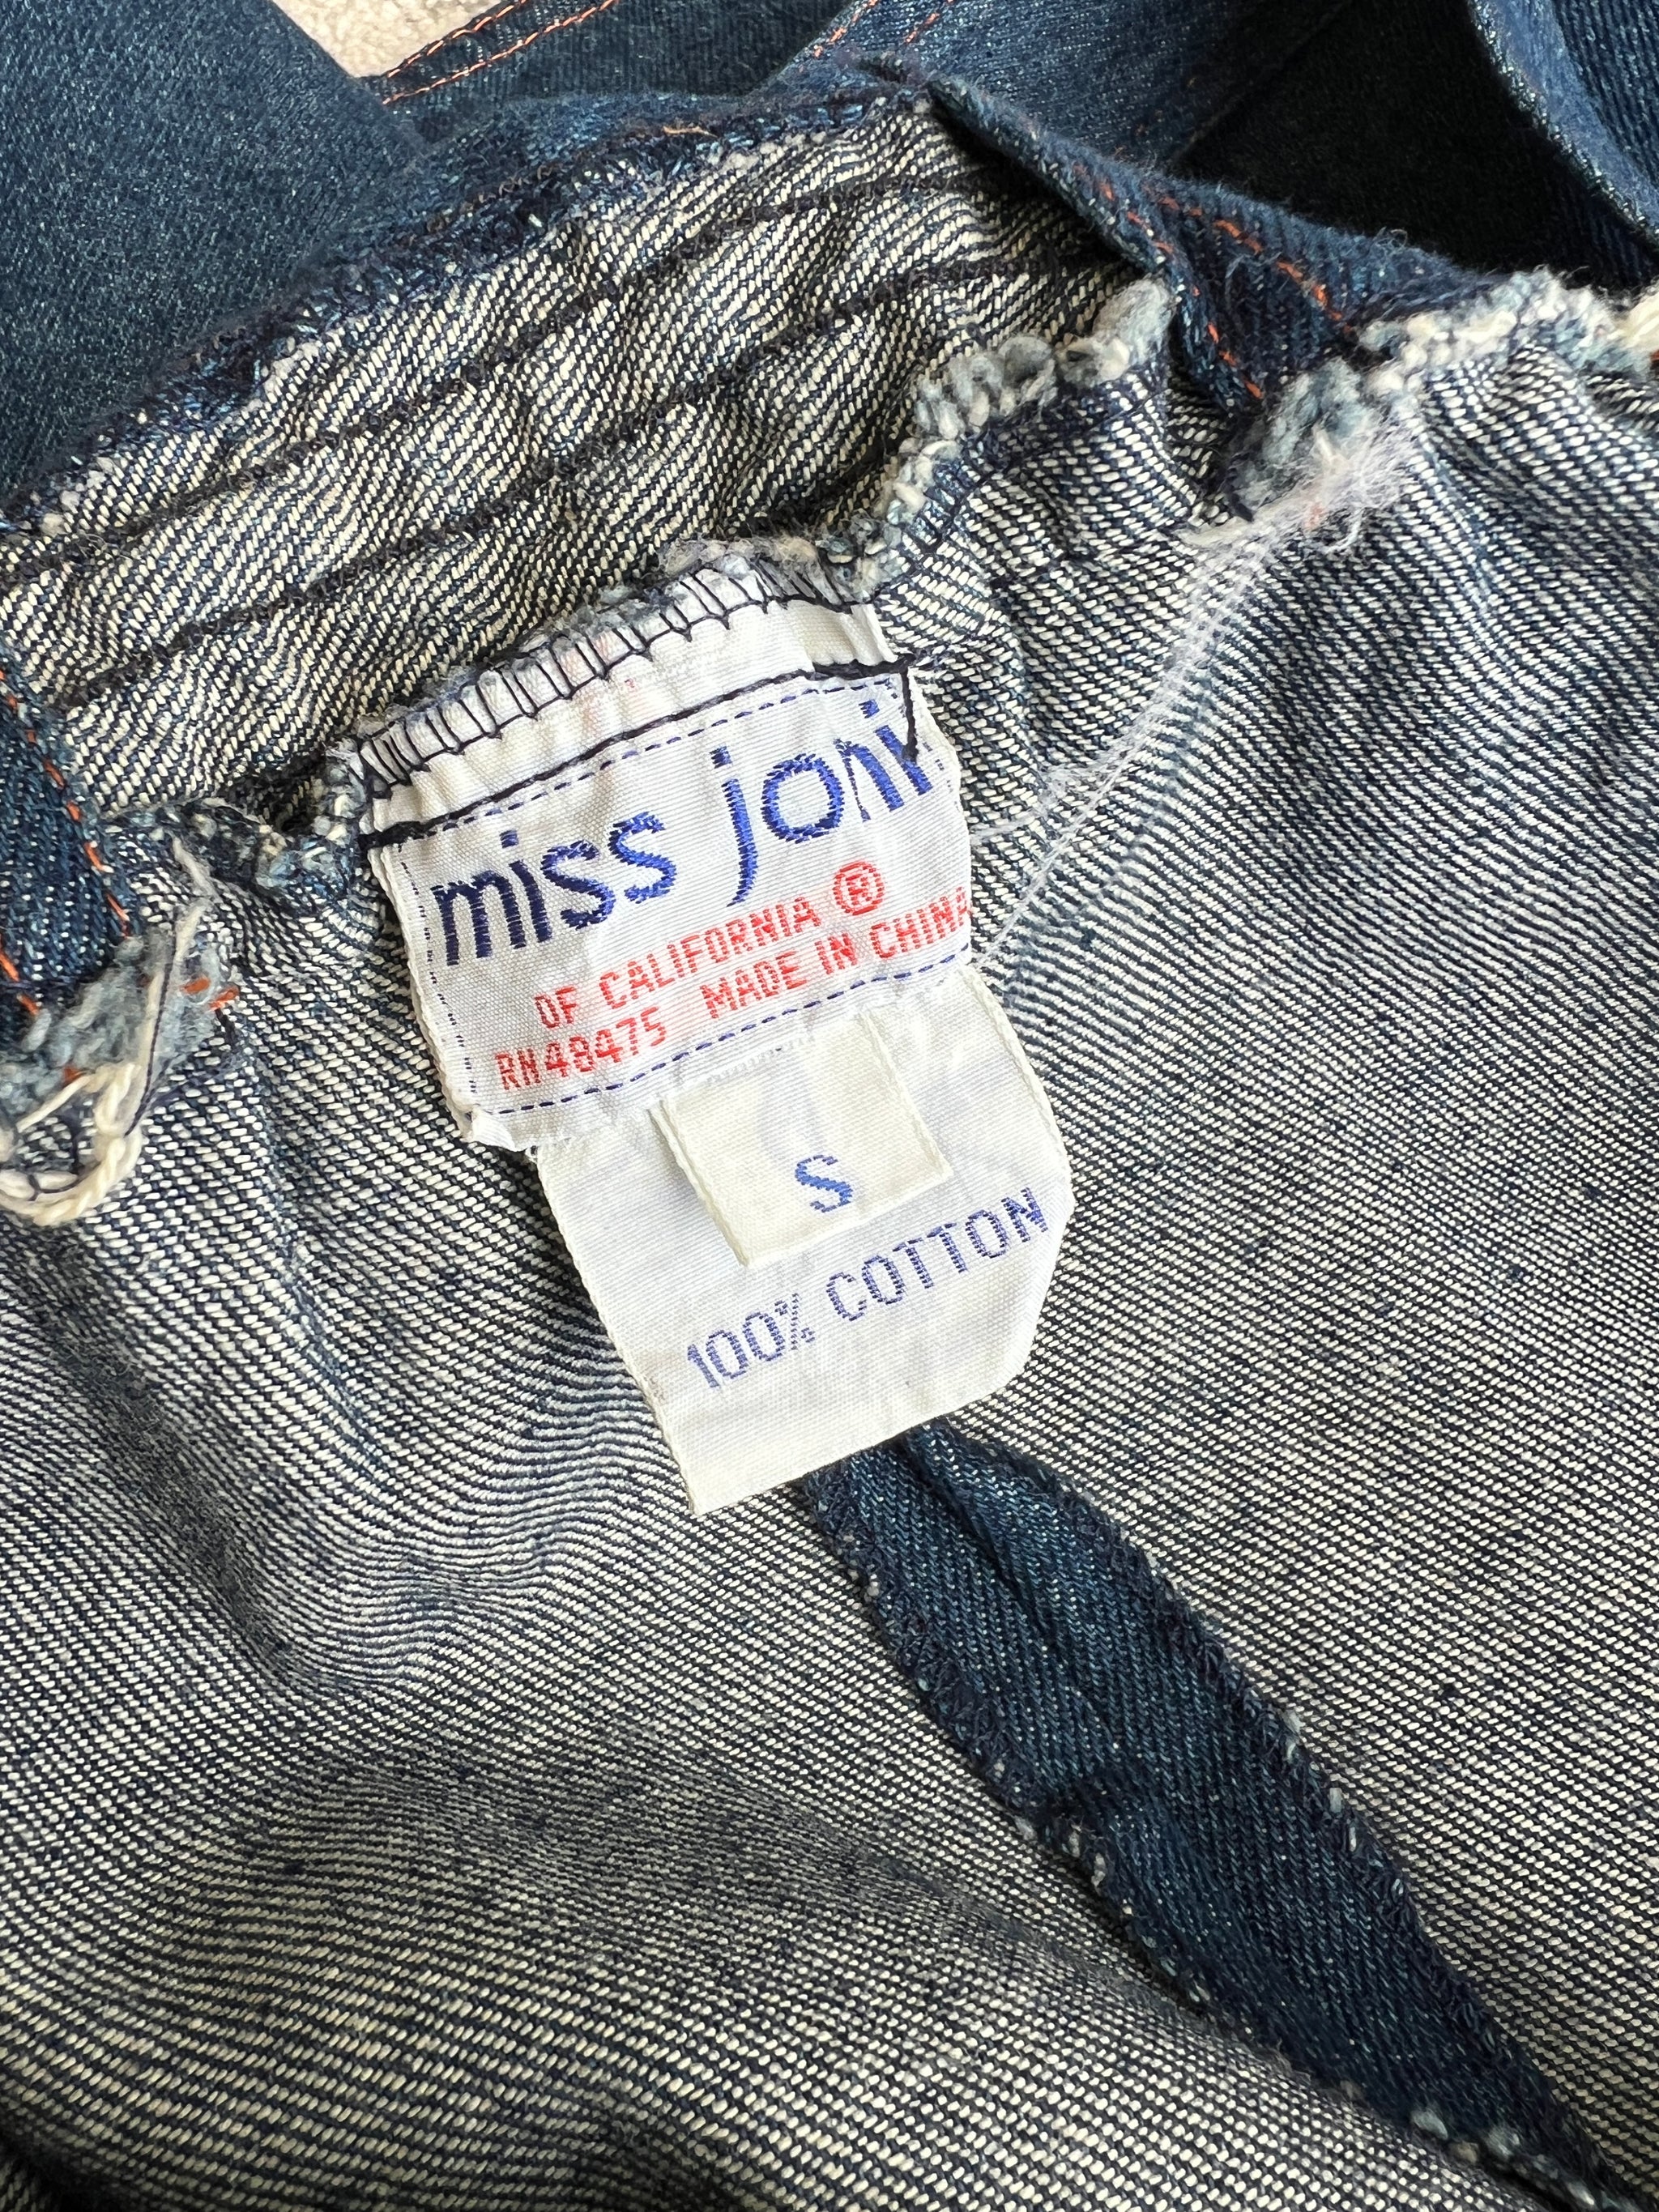 miss joni
OF CALIFORNIA ®
RN48475 MADE IN CHINA
S
100% COTTON